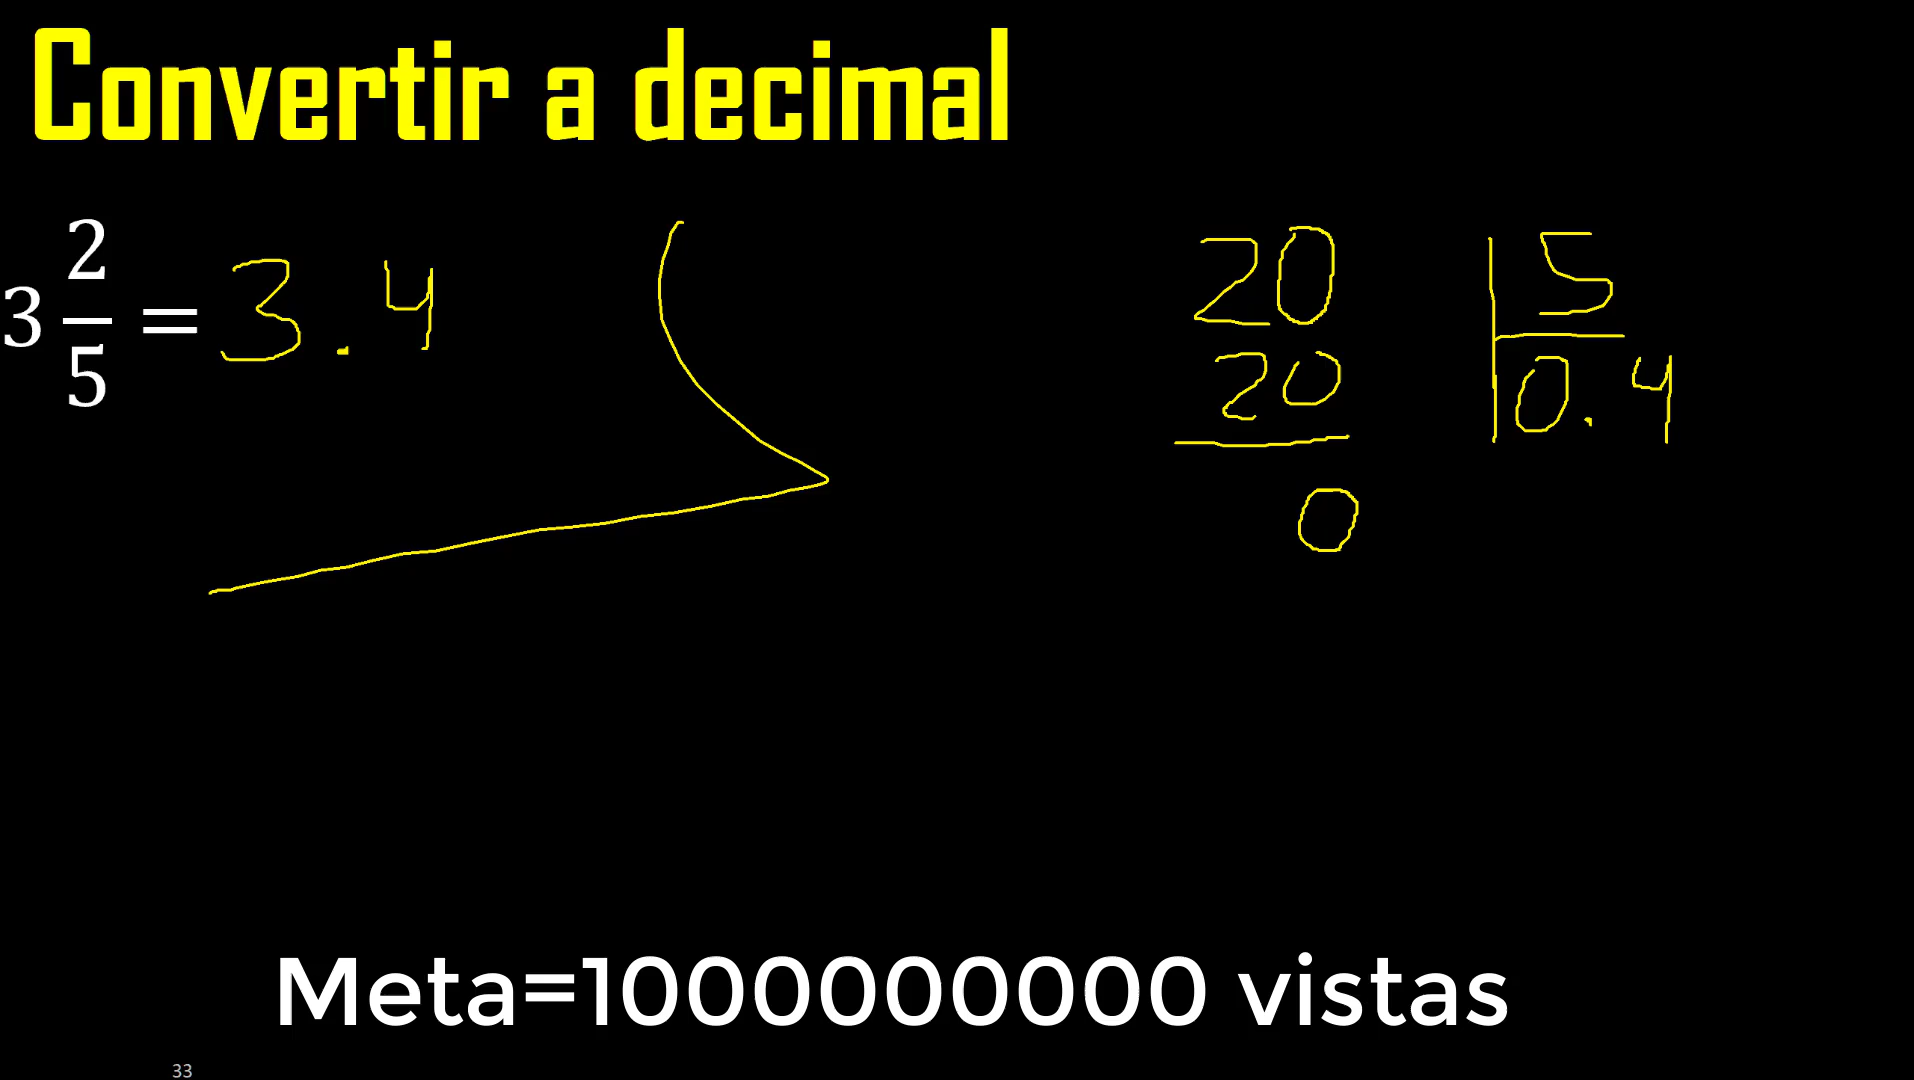 Convertir a decimal
3 2/5 = 3.4
20 5
20 0.4
0
Meta=1000000000 vistas
33